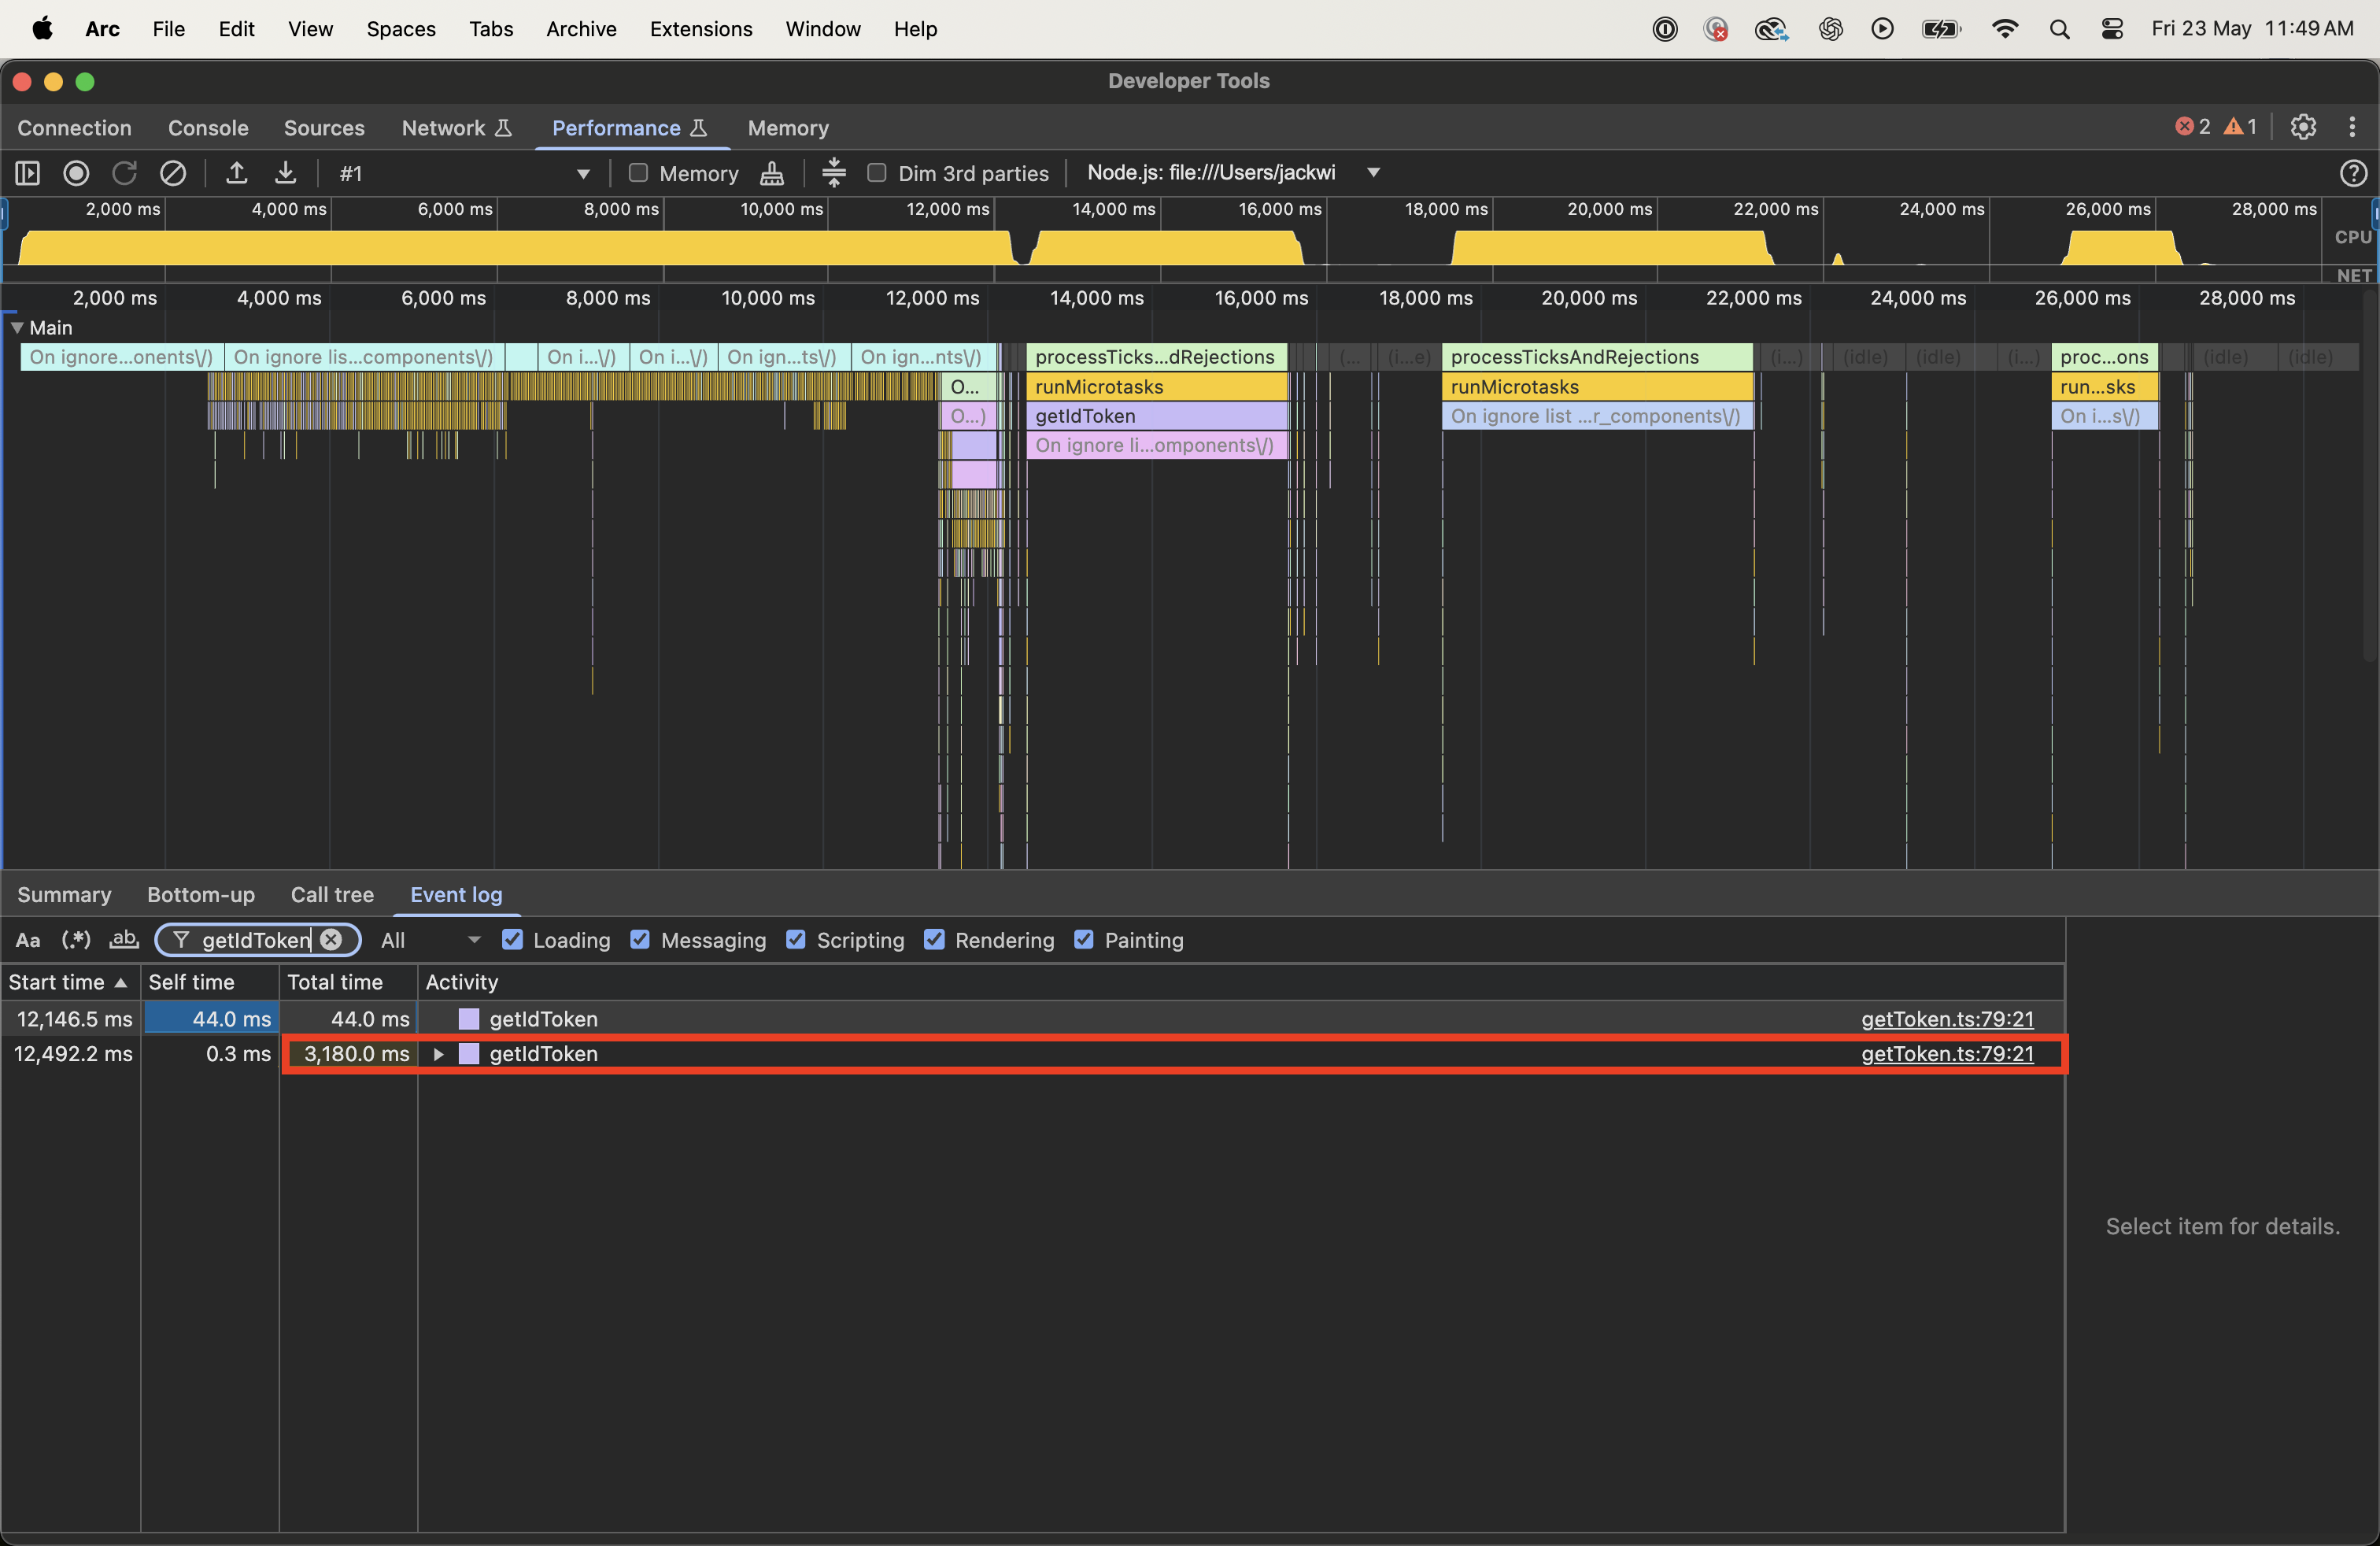 Arc File Edit View Spaces Tabs Archive Extensions Window Help Fri 23 May 11:49 AM
Developer Tools
Connection Console Sources Network Performance Memory 2 1
#1 Memory Dim 3rd parties Node.js: file:///Users/jackwi
2,000 ms 4,000 ms 6,000 ms 8,000 ms 10,000 ms 12,000 ms 14,000 ms 16,000 ms 18,000 ms 20,000 ms 22,000 ms 24,000 ms 26,000 ms 28,000 ms
CPU
NET
2,000 ms 4,000 ms 6,000 ms 8,000 ms 10,000 ms 12,000 ms 14,000 ms 16,000 ms 18,000 ms 20,000 ms 22,000 ms 24,000 ms 26,000 ms 28,000 ms
Main
On ignore...onents\/) On ignore lis...components\/) On i...\/) On i...\/) On ign...ts\/) On ign...nts\/) processTicks...dRejections (... (i...e) processTicksAndRejections (i...) (idle) (idle) (i...) proc...ons (idle) (idle)
O... runMicrotasks runMicrotasks run...sks
O...) getIdToken On ignore list ...r_components\/) On i...s\/)
On ignore li...omponents\/)
Summary Bottom-up Call tree Event log
Aa (.*) ab getIdToken All Loading Messaging Scripting Rendering Painting
Start time Self time Total time Activity
12,146.5 ms 44.0 ms 44.0 ms getIdToken getToken.ts:79:21
12,492.2 ms 0.3 ms 3,180.0 ms getIdToken getToken.ts:79:21
Select item for details.